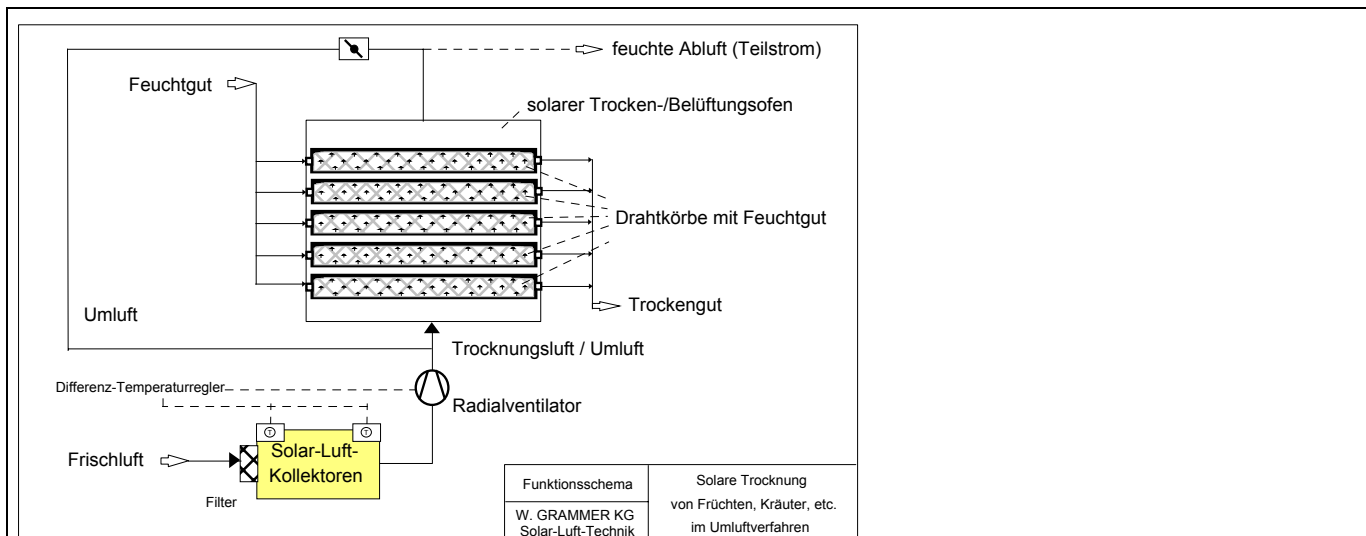 feuchte Abluft (Teilstrom)
Feuchtgut
solarer Trocken-/Belüftungsofen
Drahtkörbe mit Feuchtgut
Trockengut
Umluft
Trocknungsluft / Umluft
Differenz-Temperaturregler
Radialventilator
T
T
Solar-Luft-
Kollektoren
Frischluft
Filter
Funktionsschema
W. GRAMMER KG
Solar-Luft-Technik
Solare Trocknung
von Früchten, Kräuter, etc.
im Umluftverfahren